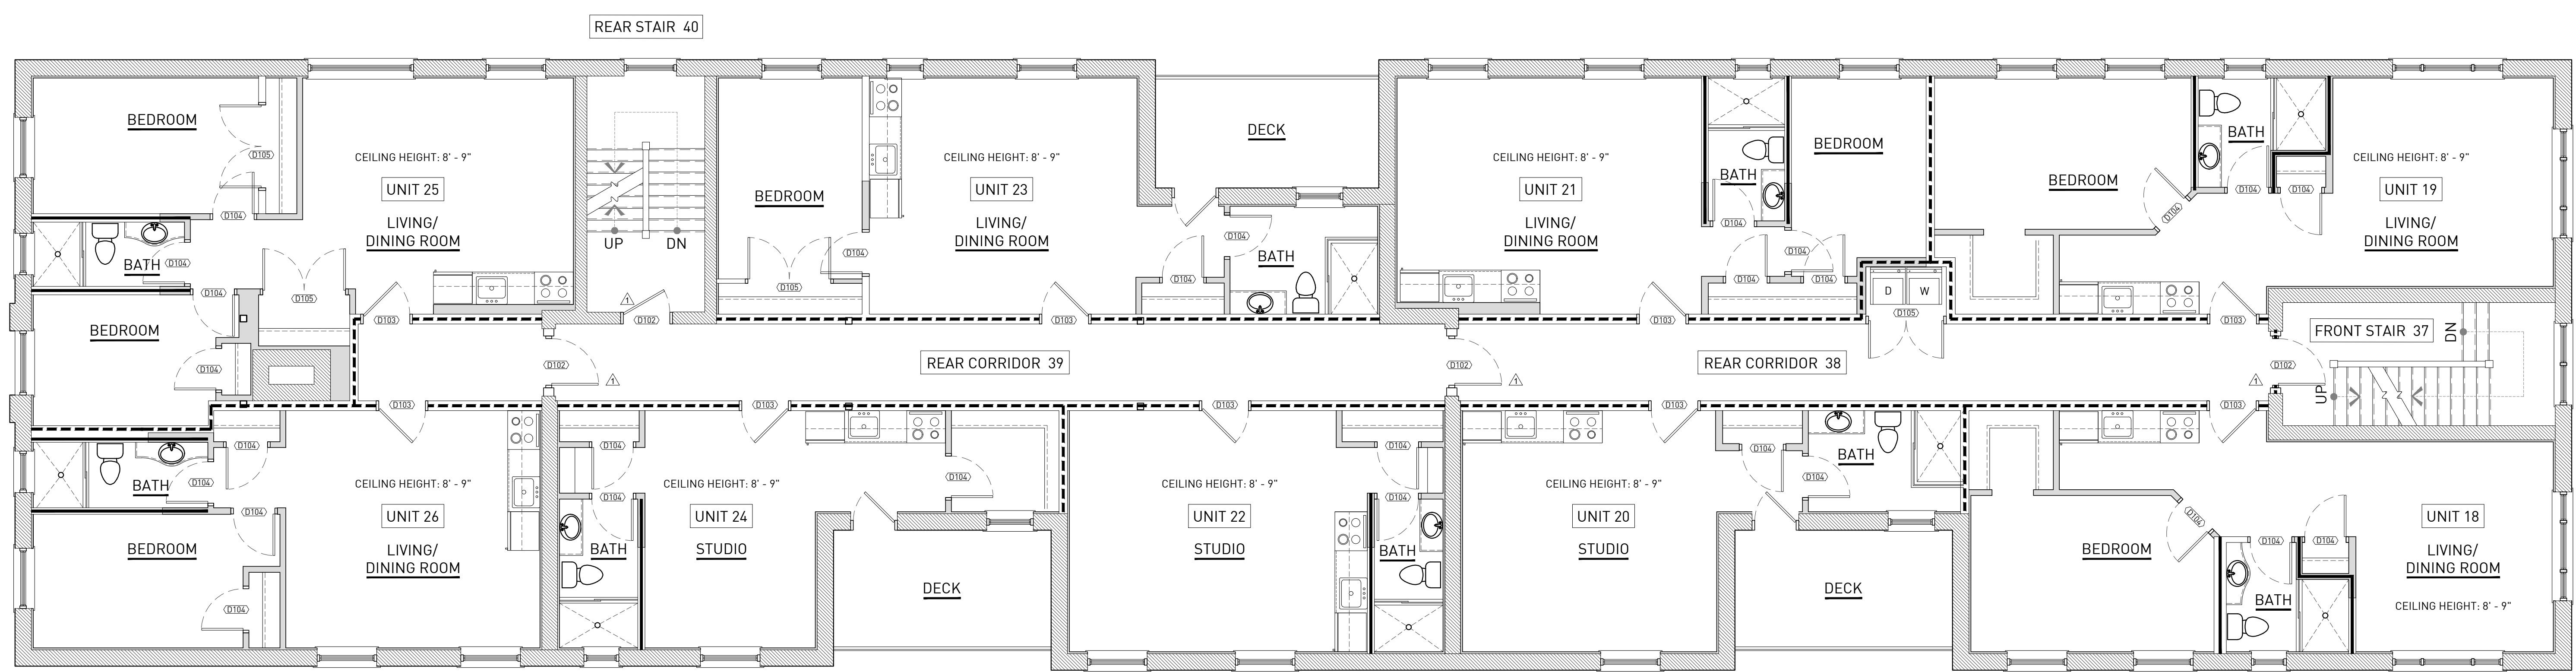 REAR STAIR 40
BEDROOM
D105
D104
CEILING HEIGHT: 8' - 9"
UNIT 25
LIVING/
DINING ROOM
BATH
D104
D104
D105
BEDROOM
D104
D103
UP
DN
1
D102
BEDROOM
D104
D105
CEILING HEIGHT: 8' - 9"
UNIT 23
LIVING/
DINING ROOM
D103
DECK
D104
D104
BATH
CEILING HEIGHT: 8' - 9"
UNIT 21
LIVING/
DINING ROOM
D103
BATH
D104
D104
BEDROOM
D104
D104
D
W
D105
BEDROOM
D104
BATH
D104
D104
CEILING HEIGHT: 8' - 9"
UNIT 19
LIVING/
DINING ROOM
D103
D102
1
REAR CORRIDOR 39
D102
1
REAR CORRIDOR 38
D102
1
FRONT STAIR 37
DN
UP
D103
D104
BATH
D104
D104
BEDROOM
D104
CEILING HEIGHT: 8' - 9"
UNIT 26
LIVING/
DINING ROOM
D103
D104
D104
BATH
CEILING HEIGHT: 8' - 9"
UNIT 24
STUDIO
D104
DECK
D103
CEILING HEIGHT: 8' - 9"
UNIT 22
STUDIO
D104
D104
BATH
D103
CEILING HEIGHT: 8' - 9"
UNIT 20
STUDIO
D104
D104
BATH
DECK
D103
BEDROOM
D104
D104
D104
BATH
UNIT 18
LIVING/
DINING ROOM
CEILING HEIGHT: 8' - 9"